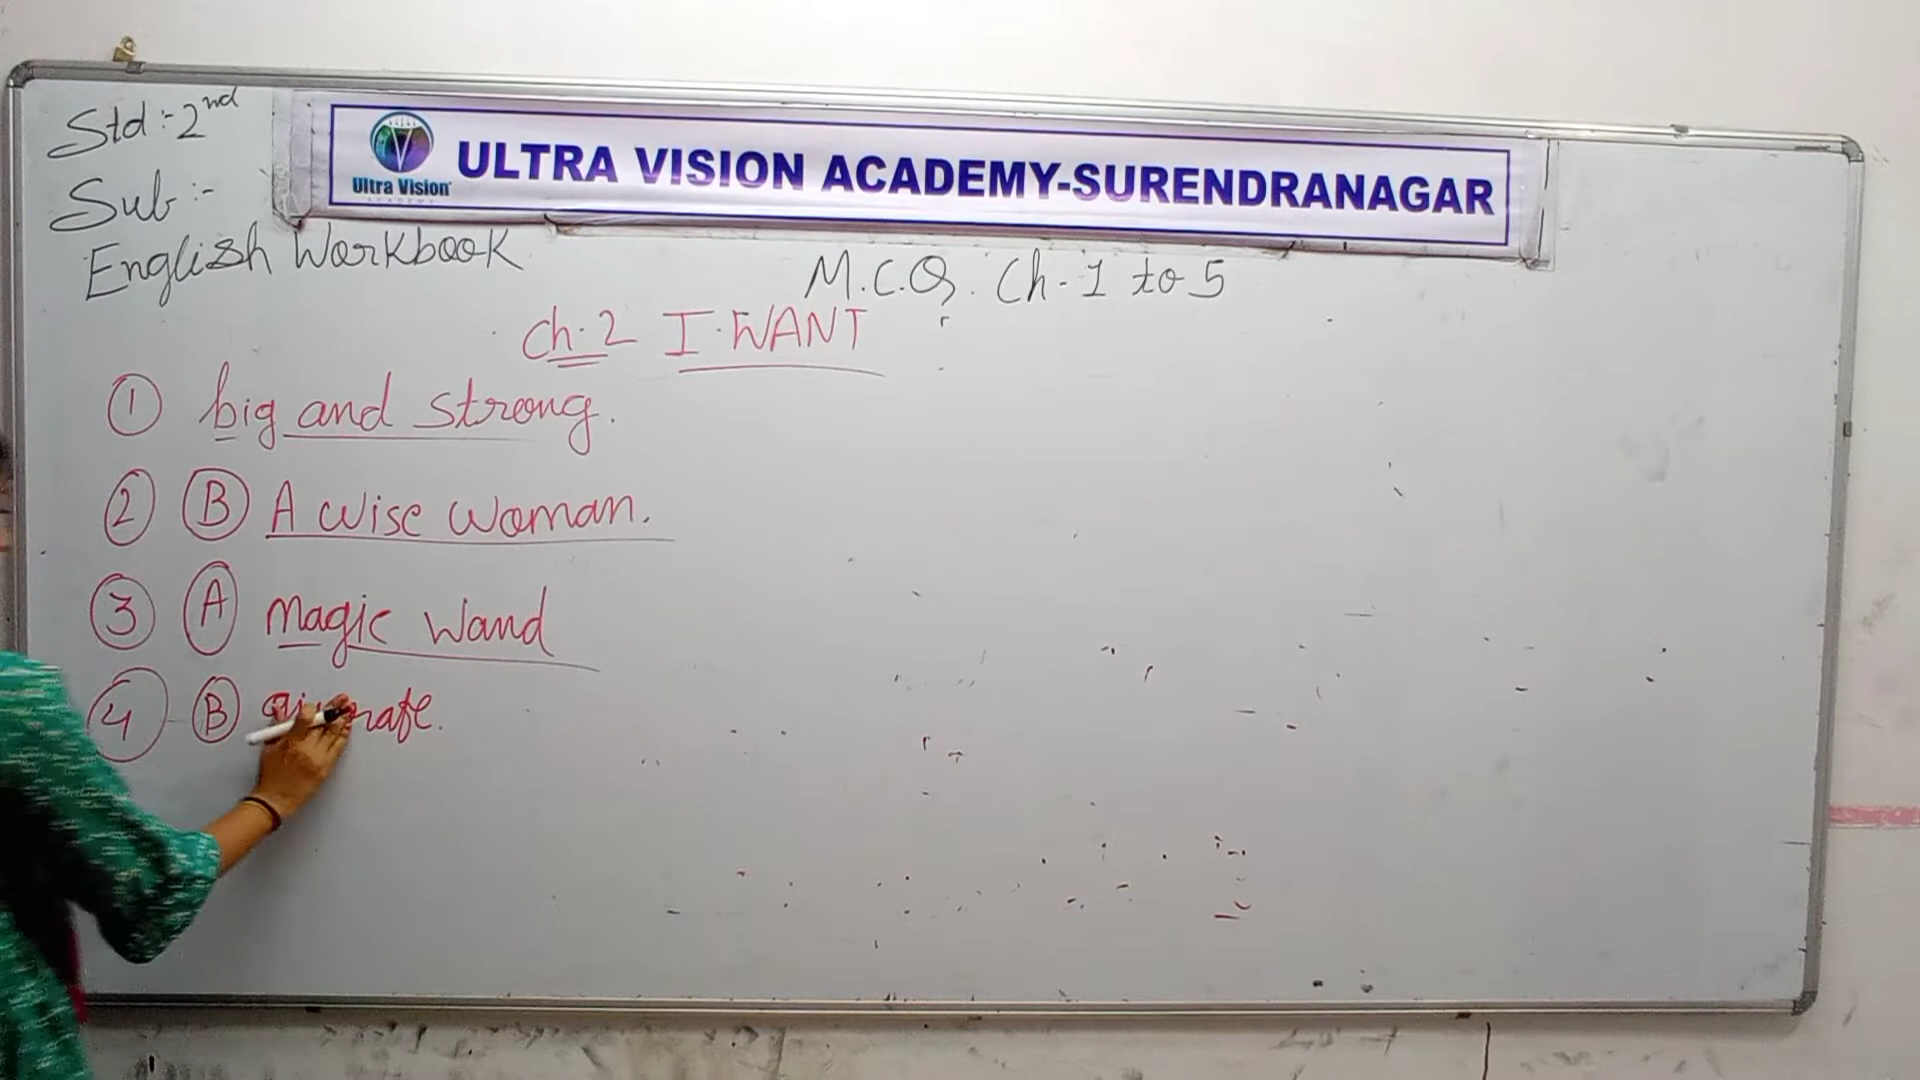 Std :- 2nd
ULTRA VISION ACADEMY-SURENDRANAGAR
Ultra Vision
ACADEMY
Sub :-
English Workbook
M.C.Q. Ch-1 to 5
Ch-2 I WANT
① big and strong.
② Ⓑ A wise woman.
③ Ⓐ magic wand
④ Ⓑ